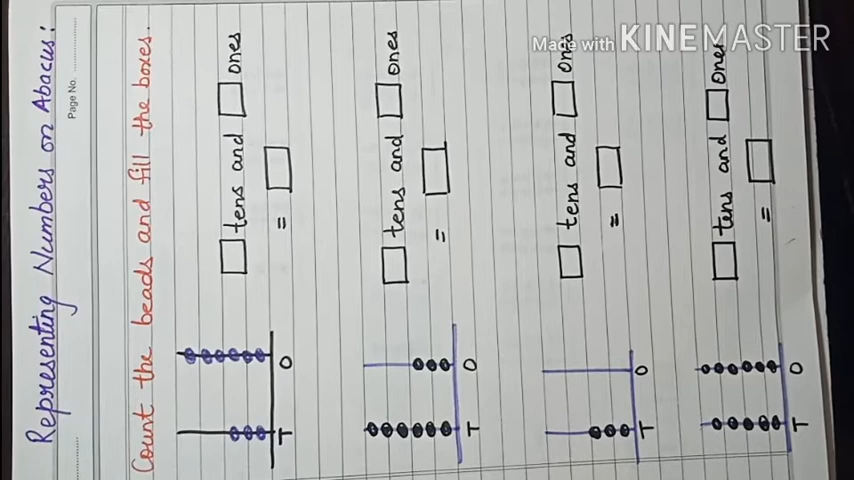 Page No.
Representing Numbers on Abacus:
Count the beads and fill the boxes.
T O
tens and ones
=
T O
tens and ones
=
T O
tens and ones
=
T O
tens and ones
=
Made with KINEMASTER